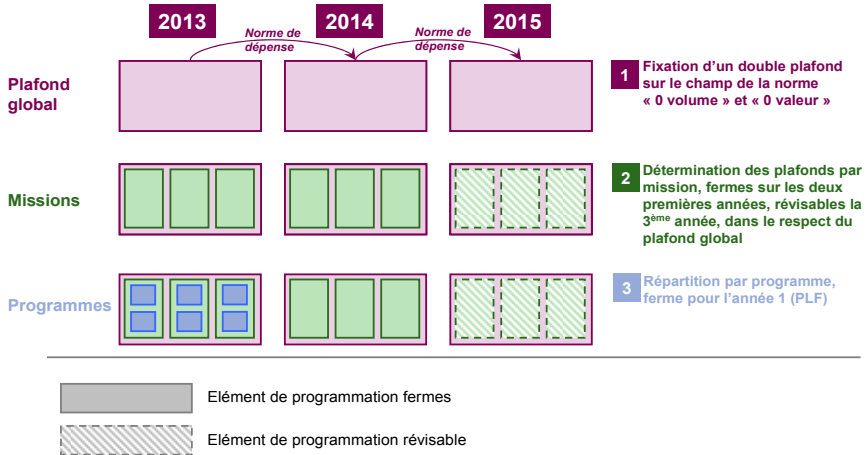 2013
2014
2015
Norme de
dépense
Norme de
dépense
Plafond
global
1
Fixation d'un double plafond
sur le champ de la norme
« 0 volume » et « 0 valeur »
Missions
2
Détermination des plafonds par
mission, fermes sur les deux
premières années, révisables la
3ème année, dans le respect du
plafond global
Programmes
3
Répartition par programme,
ferme pour l'année 1 (PLF)
Elément de programmation fermes
Elément de programmation révisable